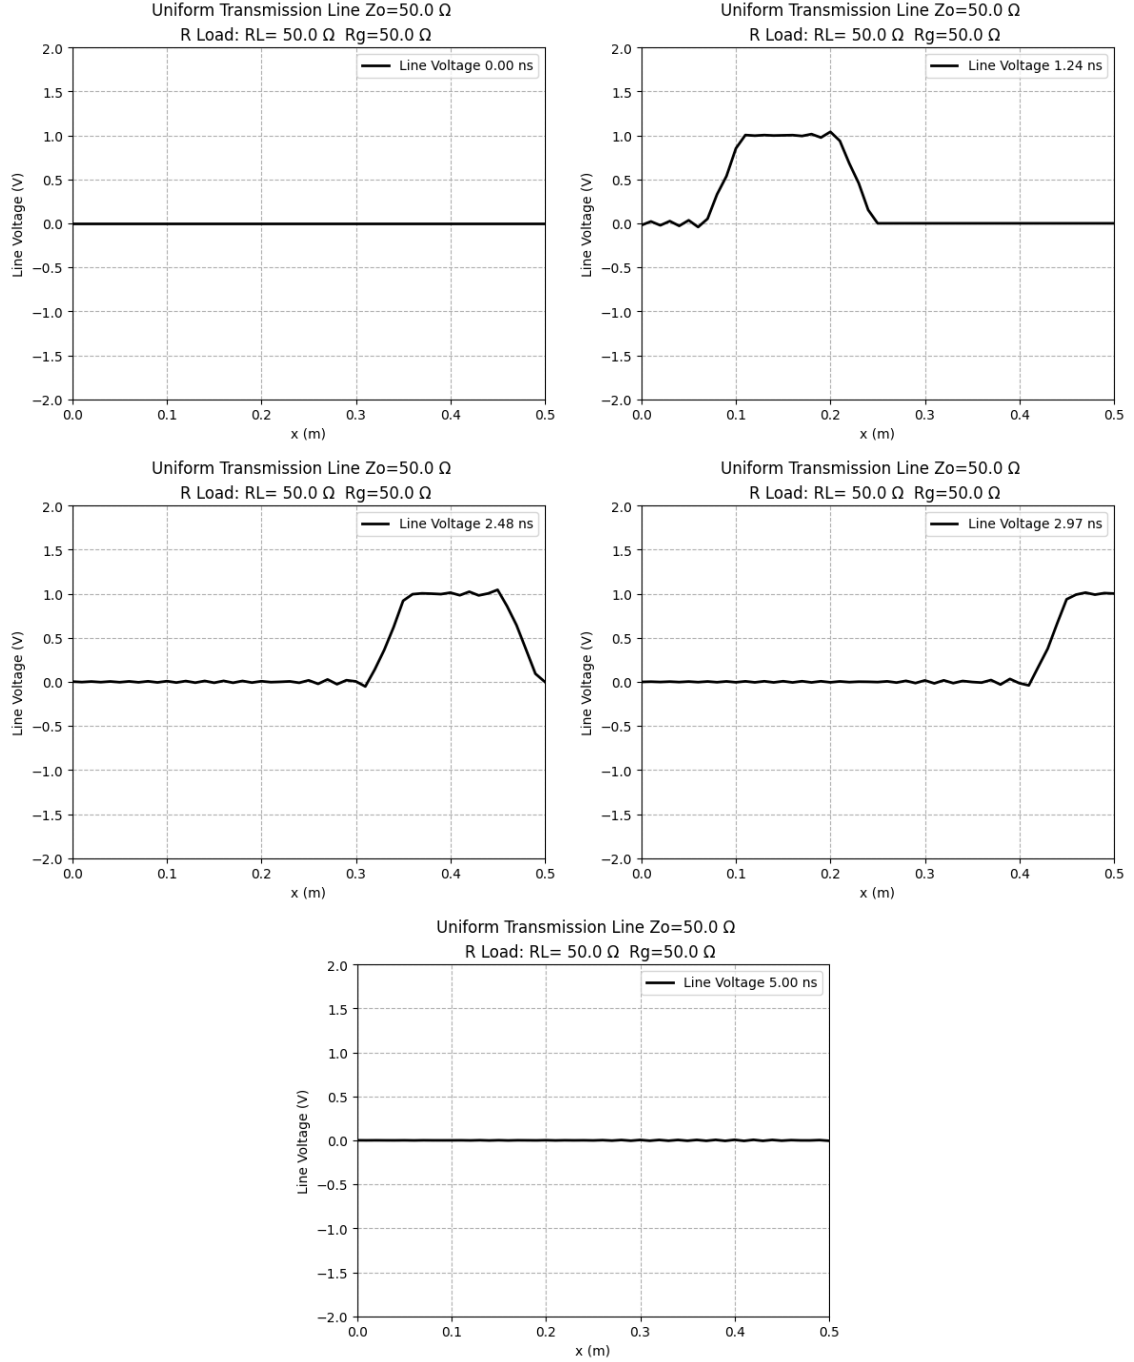 Uniform Transmission Line Zo=50.0 Ω
R Load: RL= 50.0 Ω  Rg=50.0 Ω
Line Voltage 0.00 ns
2.0
1.5
1.0
0.5
0.0
−0.5
−1.0
−1.5
−2.0
Line Voltage (V)
0.0 0.1 0.2 0.3 0.4 0.5
x (m)
Uniform Transmission Line Zo=50.0 Ω
R Load: RL= 50.0 Ω  Rg=50.0 Ω
Line Voltage 1.24 ns
2.0
1.5
1.0
0.5
0.0
−0.5
−1.0
−1.5
−2.0
Line Voltage (V)
0.0 0.1 0.2 0.3 0.4 0.5
x (m)
Uniform Transmission Line Zo=50.0 Ω
R Load: RL= 50.0 Ω  Rg=50.0 Ω
Line Voltage 2.48 ns
2.0
1.5
1.0
0.5
0.0
−0.5
−1.0
−1.5
−2.0
Line Voltage (V)
0.0 0.1 0.2 0.3 0.4 0.5
x (m)
Uniform Transmission Line Zo=50.0 Ω
R Load: RL= 50.0 Ω  Rg=50.0 Ω
Line Voltage 2.97 ns
2.0
1.5
1.0
0.5
0.0
−0.5
−1.0
−1.5
−2.0
Line Voltage (V)
0.0 0.1 0.2 0.3 0.4 0.5
x (m)
Uniform Transmission Line Zo=50.0 Ω
R Load: RL= 50.0 Ω  Rg=50.0 Ω
Line Voltage 5.00 ns
2.0
1.5
1.0
0.5
0.0
−0.5
−1.0
−1.5
−2.0
Line Voltage (V)
0.0 0.1 0.2 0.3 0.4 0.5
x (m)